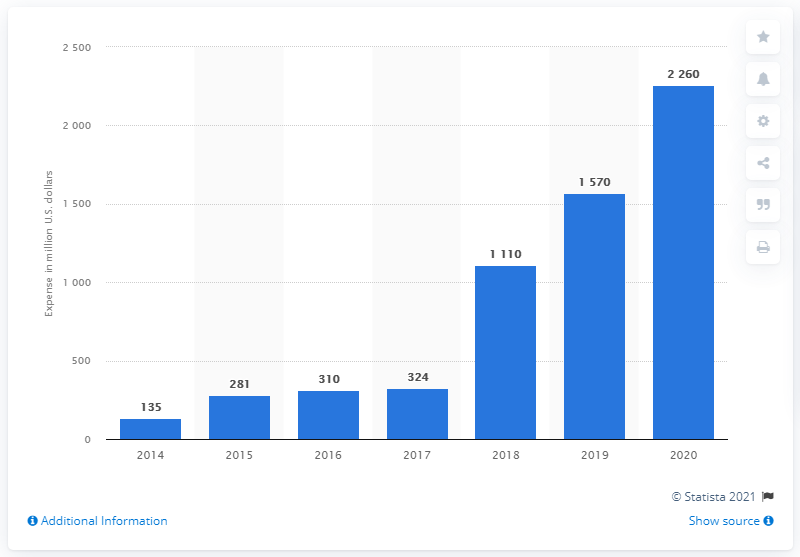 2 500
2 000
1 500
1 000
500
0
Expense in million U.S. dollars
135
281
310
324
1 110
1 570
2 260
2014 2015 2016 2017 2018 2019 2020
© Statista 2021
Additional Information
Show source